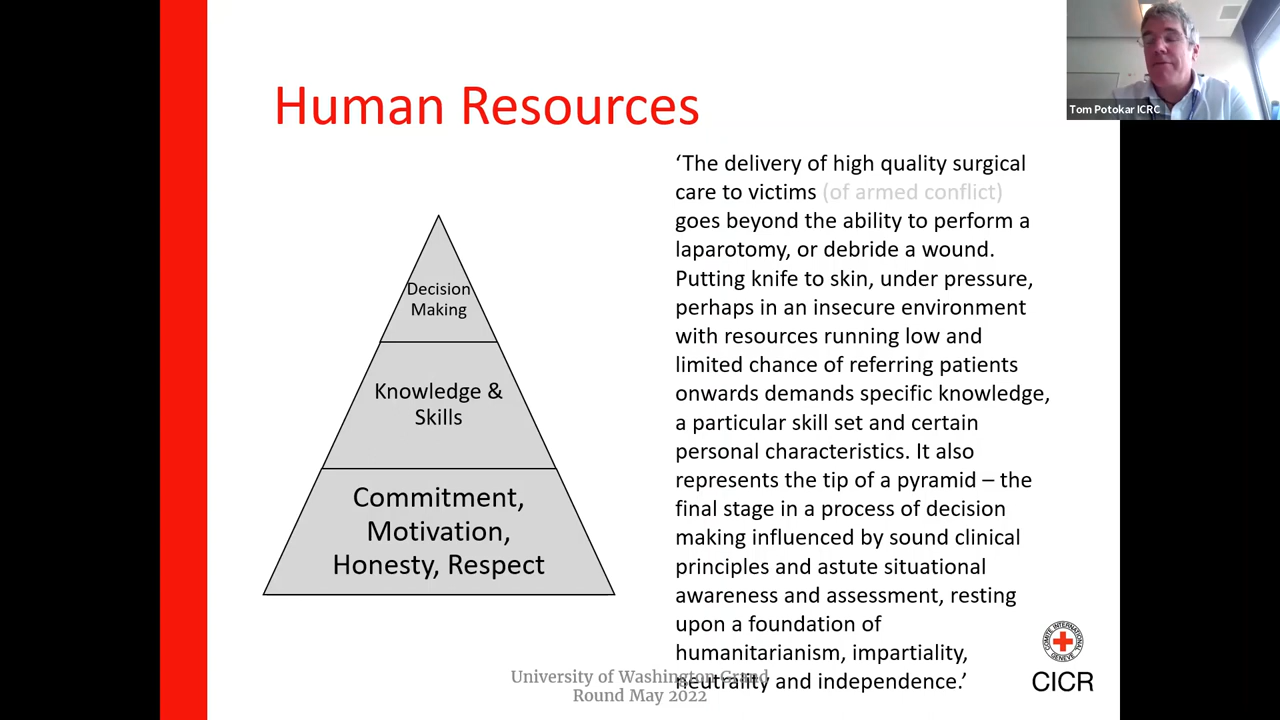 Human Resources
Tom Potokar ICRC
Decision
Making
Knowledge &
Skills
Commitment,
Motivation,
Honesty, Respect
‘The delivery of high quality surgical
care to victims (of armed conflict)
goes beyond the ability to perform a
laparotomy, or debride a wound.
Putting knife to skin, under pressure,
perhaps in an insecure environment
with resources running low and
limited chance of referring patients
onwards demands specific knowledge,
a particular skill set and certain
personal characteristics. It also
represents the tip of a pyramid – the
final stage in a process of decision
making influenced by sound clinical
principles and astute situational
awareness and assessment, resting
upon a foundation of
humanitarianism, impartiality,
neutrality and independence.’
University of Washington Grand
Round May 2022
COMITE INTERNATIONAL
GENEVE
CICR